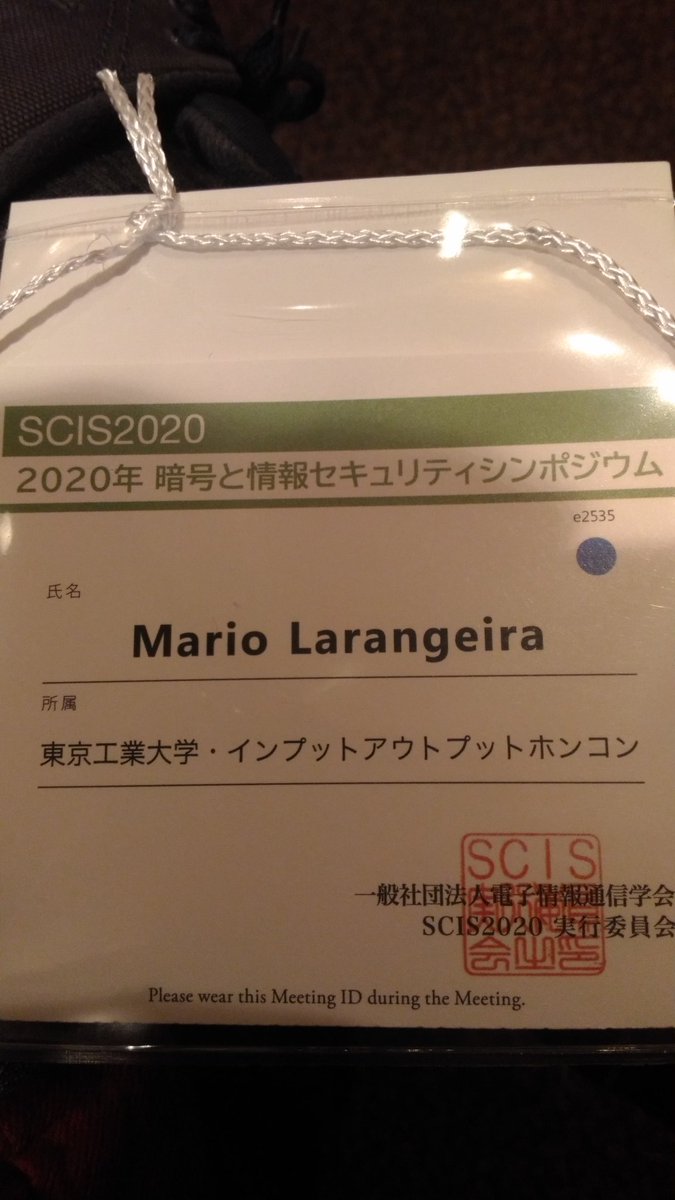 SCIS2020
2020年 暗号と情報セキュリティシンポジウム
e2535
氏名
Mario Larangeira
所属
東京工業大学・インプットアウトプットホンコン
SCIS
一般社団法人電子情報通信学会
SCIS2020 実行委員会
Please wear this Meeting ID during the Meeting.